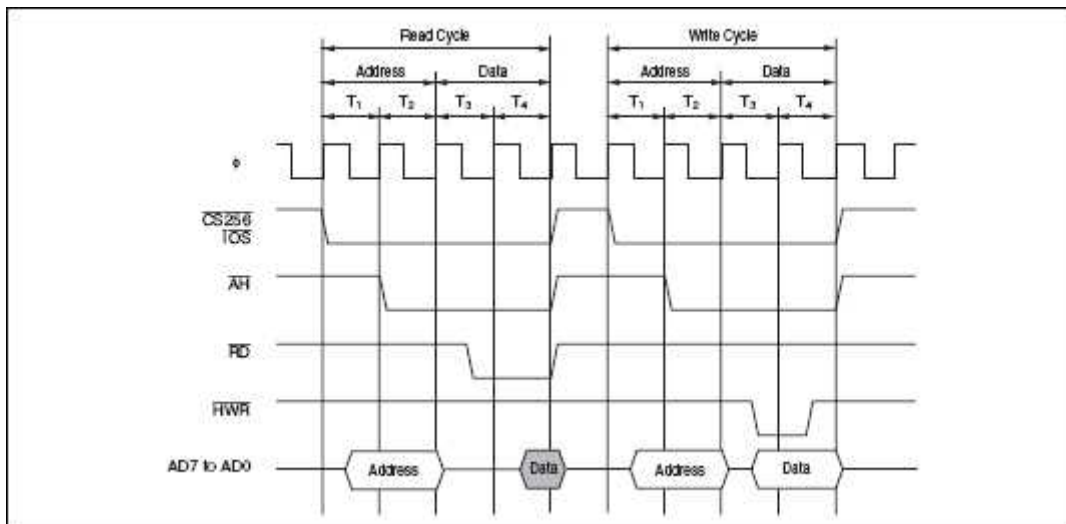 Read Cycle Write Cycle
Address Data Address Data
T₁ T₂ T₃ T₄ T₁ T₂ T₃ T₄
ϕ
CS256
IOS
AH
RD
HWR
AD7 to AD0 Address Data Address Data